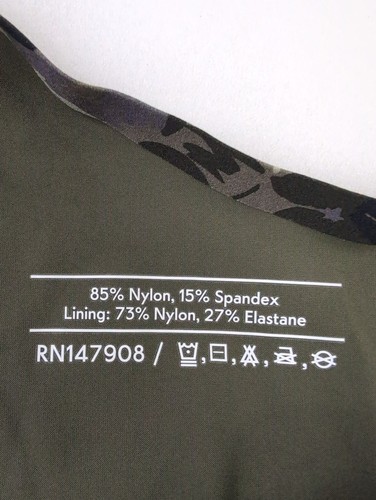 85% Nylon, 15% Spandex
Lining: 73% Nylon, 27% Elastane
RN147908 /